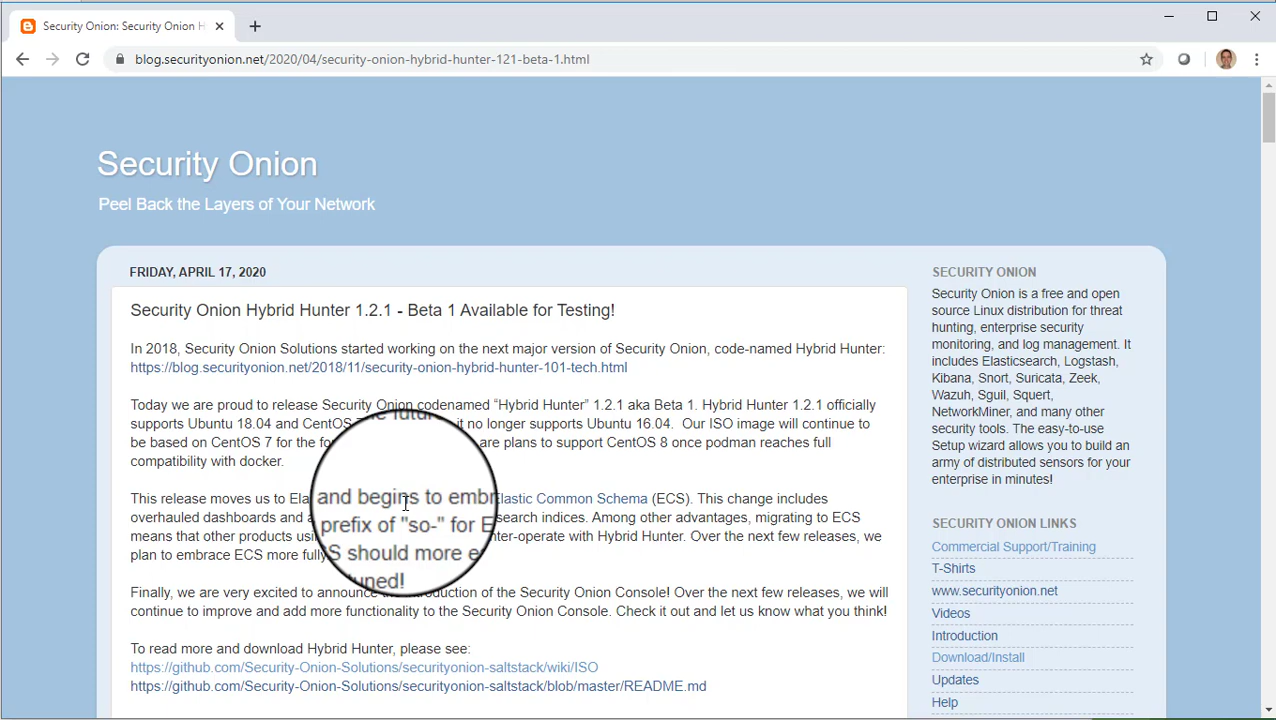 Security Onion: Security Onion H
blog.securityonion.net/2020/04/security-onion-hybrid-hunter-121-beta-1.html
Security Onion
Peel Back the Layers of Your Network
FRIDAY, APRIL 17, 2020
Security Onion Hybrid Hunter 1.2.1 - Beta 1 Available for Testing!
In 2018, Security Onion Solutions started working on the next major version of Security Onion, code-named Hybrid Hunter:
https://blog.securityonion.net/2018/11/security-onion-hybrid-hunter-101-tech.html
Today we are proud to release Security Onion codenamed “Hybrid Hunter” 1.2.1 aka Beta 1. Hybrid Hunter 1.2.1 officially
supports Ubuntu 18.04 and CentOS it no longer supports Ubuntu 16.04. Our ISO image will continue to
be based on CentOS 7 for the are plans to support CentOS 8 once podman reaches full
compatibility with docker.
This release moves us to and begins to Elastic Common Schema (ECS). This change includes
overhauled dashboards and prefix of "so-" for indices. Among other advantages, migrating to ECS
means that other products with Hybrid Hunter. Over the next few releases, we
plan to embrace ECS more fully should more
tuned!
Finally, we are very excited to announce the introduction of the Security Onion Console! Over the next few releases, we will
continue to improve and add more functionality to the Security Onion Console. Check it out and let us know what you think!
To read more and download Hybrid Hunter, please see:
https://github.com/Security-Onion-Solutions/securityonion-saltstack/wiki/ISO
https://github.com/Security-Onion-Solutions/securityonion-saltstack/blob/master/README.md
SECURITY ONION
Security Onion is a free and open
source Linux distribution for threat
hunting, enterprise security
monitoring, and log management. It
includes Elasticsearch, Logstash,
Kibana, Snort, Suricata, Zeek,
Wazuh, Sguil, Squert,
NetworkMiner, and many other
security tools. The easy-to-use
Setup wizard allows you to build an
army of distributed sensors for your
enterprise in minutes!
SECURITY ONION LINKS
Commercial Support/Training
T-Shirts
www.securityonion.net
Videos
Introduction
Download/Install
Updates
Help